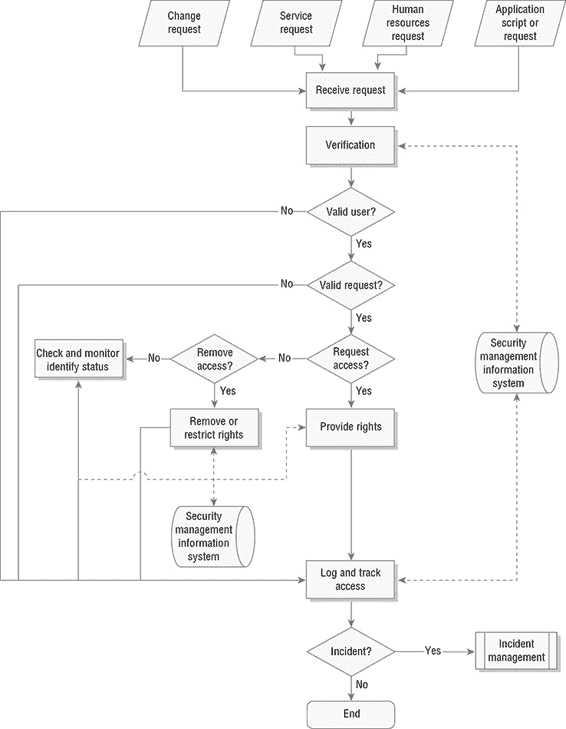 Change
request
Service
request
Human
resources
request
Application
script or
request
Receive request
Verification
No
Valid user?
Yes
No
Valid request?
Yes
Check and monitor
identify status
No
Remove
access?
No
Request
access?
Security
management
information
system
Yes
Yes
Remove or
restrict rights
Provide rights
Security
management
information
system
Log and track
access
Incident?
Yes
Incident
management
No
End